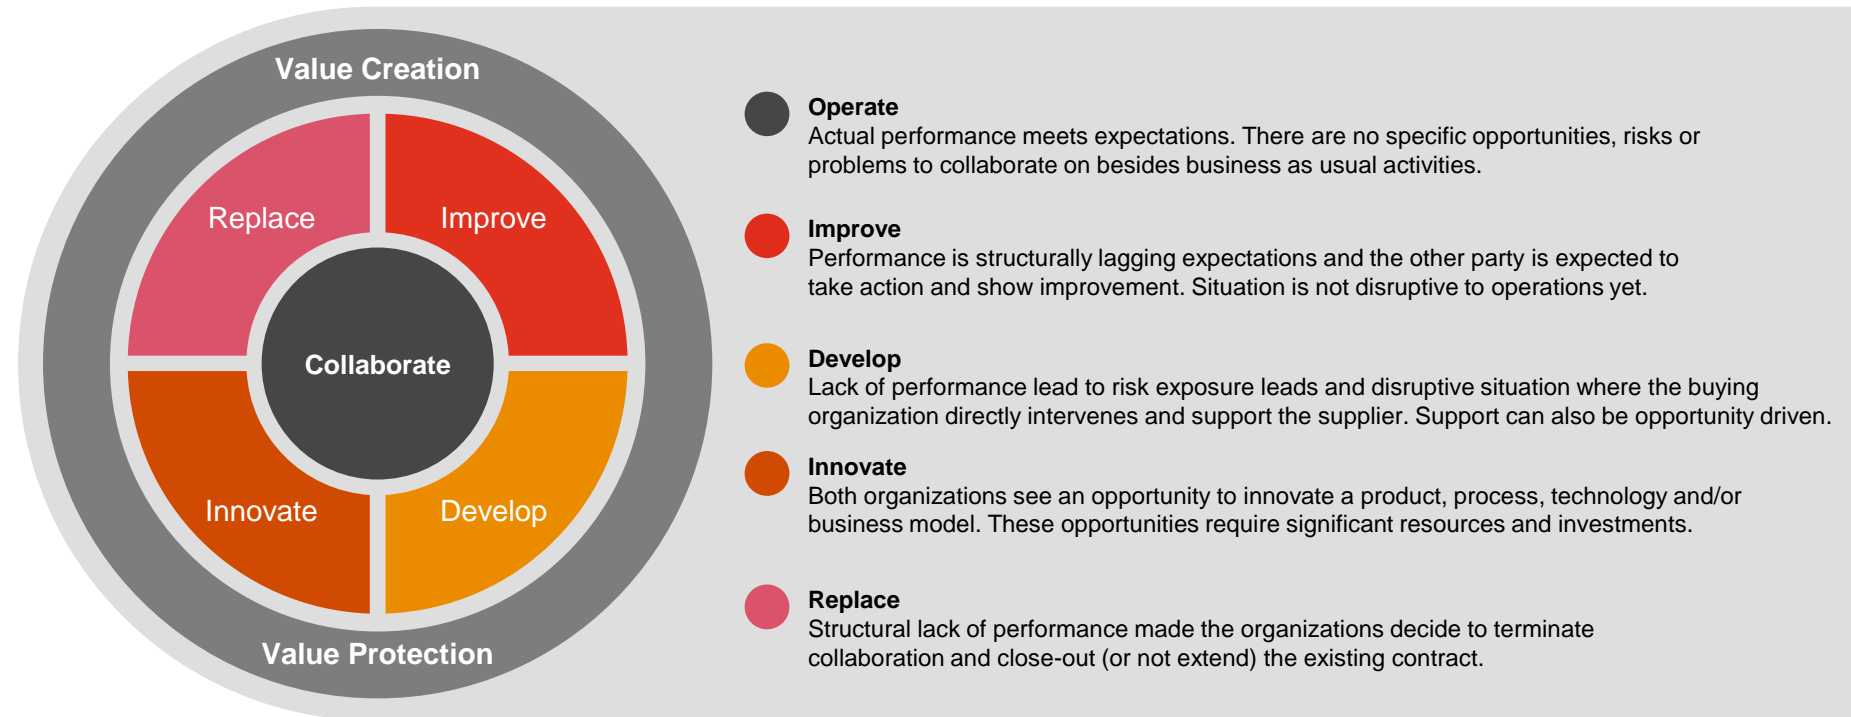 Value Creation
Replace
Improve
Collaborate
Innovate
Develop
Value Protection
Operate
Actual performance meets expectations. There are no specific opportunities, risks or
problems to collaborate on besides business as usual activities.
Improve
Performance is structurally lagging expectations and the other party is expected to
take action and show improvement. Situation is not disruptive to operations yet.
Develop
Lack of performance lead to risk exposure leads and disruptive situation where the buying
organization directly intervenes and support the supplier. Support can also be opportunity driven.
Innovate
Both organizations see an opportunity to innovate a product, process, technology and/or
business model. These opportunities require significant resources and investments.
Replace
Structural lack of performance made the organizations decide to terminate
collaboration and close-out (or not extend) the existing contract.